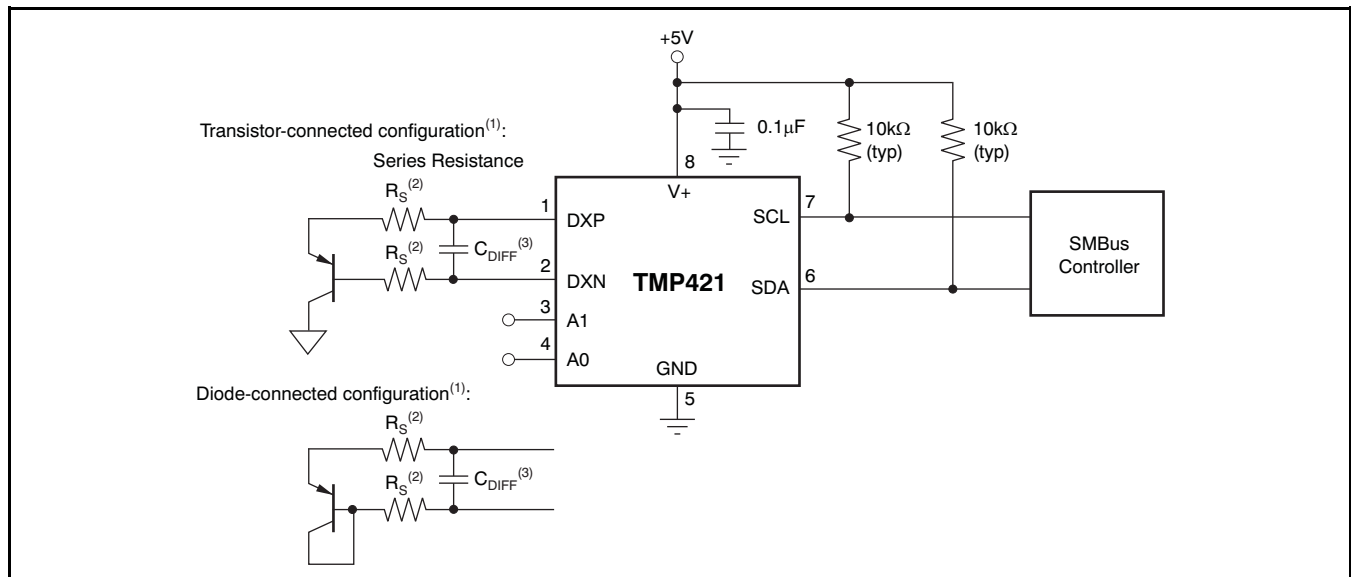 +5V
Transistor-connected configuration(1):
0.1μF
10kΩ
(typ)
10kΩ
(typ)
Series Resistance
8
V+
RS(2)
1
DXP
SCL
7
CDIFF(3)
SMBus
Controller
RS(2)
2
DXN
TMP421
SDA
6
3
A1
4
A0
GND
5
Diode-connected configuration(1):
RS(2)
CDIFF(3)
RS(2)